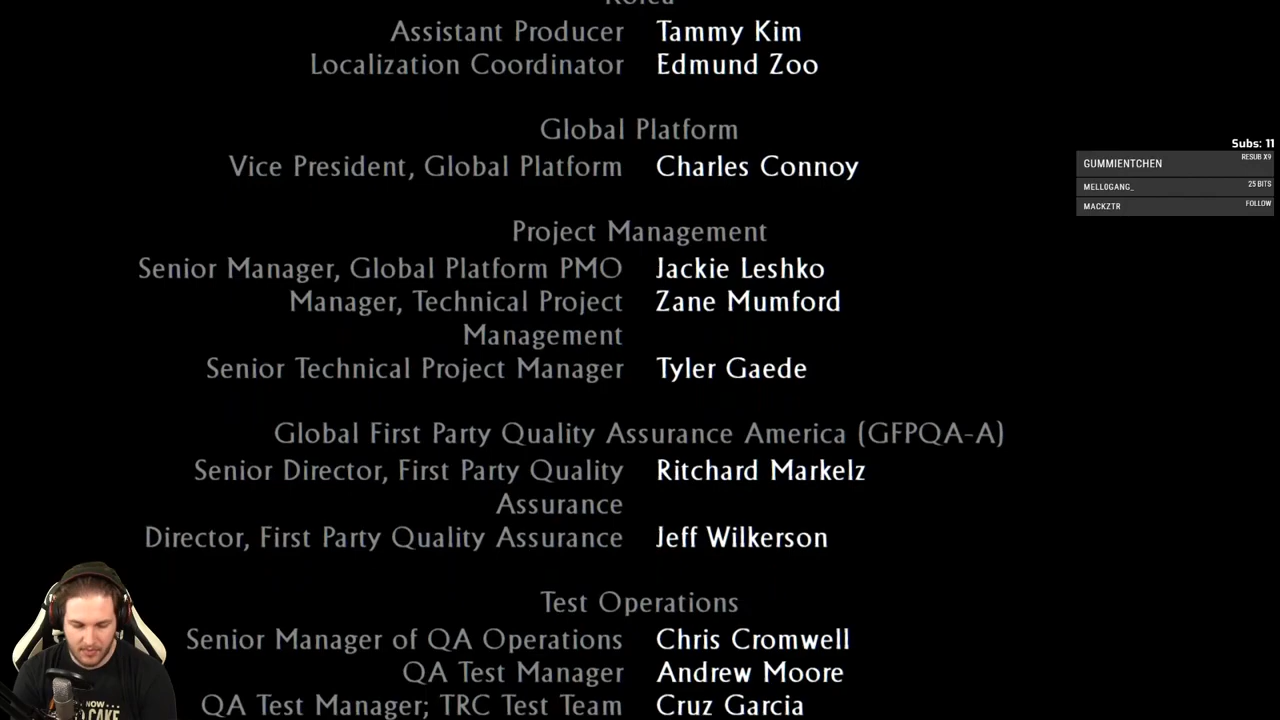 Assistant Producer Tammy Kim
Localization Coordinator Edmund Zoo
Global Platform
Vice President, Global Platform Charles Connoy
Project Management
Senior Manager, Global Platform PMO Jackie Leshko
Manager, Technical Project Zane Mumford
Management
Senior Technical Project Manager Tyler Gaede
Global First Party Quality Assurance America (GFPQA-A)
Senior Director, First Party Quality Ritchard Markelz
Assurance
Director, First Party Quality Assurance Jeff Wilkerson
Test Operations
Senior Manager of QA Operations Chris Cromwell
QA Test Manager Andrew Moore
QA Test Manager; TRC Test Team Cruz Garcia
Subs: 11
GUMMIENTCHEN RESUB X9
MELL0GANG_ 25 BITS
MACKZTR FOLLOW
NOW
CAKE